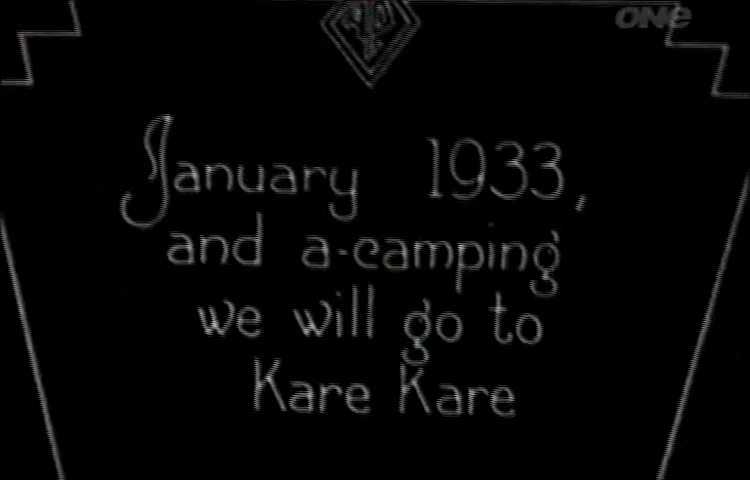 ONE
January 1933,
and a-camping
we will go to
Kare Kare